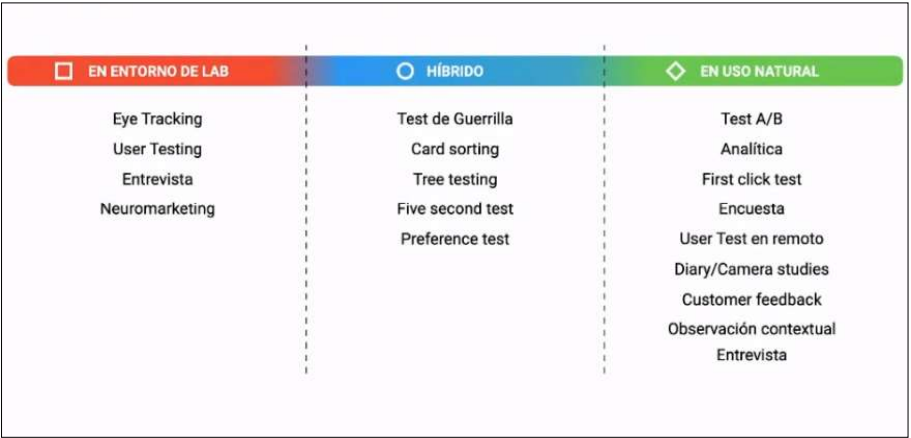 EN ENTORNO DE LAB
Eye Tracking
User Testing
Entrevista
Neuromarketing
HÍBRIDO
Test de Guerrilla
Card sorting
Tree testing
Five second test
Preference test
EN USO NATURAL
Test A/B
Analítica
First click test
Encuesta
User Test en remoto
Diary/Camera studies
Customer feedback
Observación contextual
Entrevista